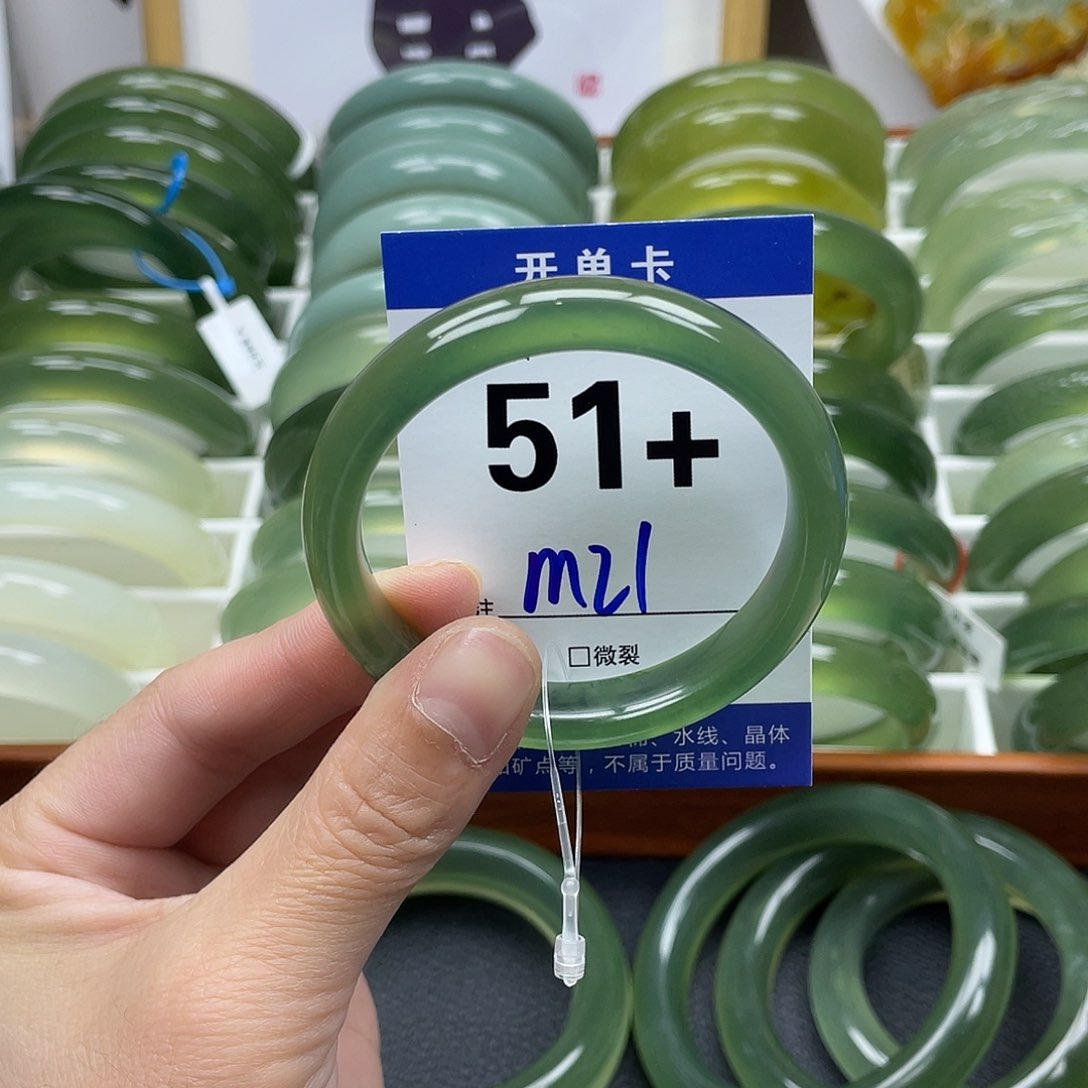 开单卡
51+
m21
注
□微裂
、水线、晶体
矿点等，不属于质量问题。